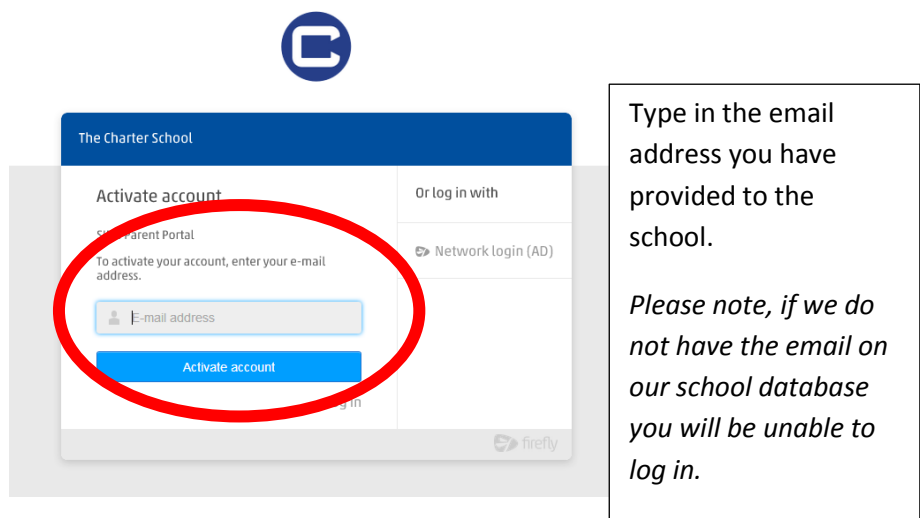 The Charter School
Activate account
Parent Portal
To activate your account, enter your e-mail
address.
E-mail address
Activate account
in
Or log in with
Network login (AD)
firefly
Type in the email
address you have
provided to the
school.
Please note, if we do
not have the email on
our school database
you will be unable to
log in.